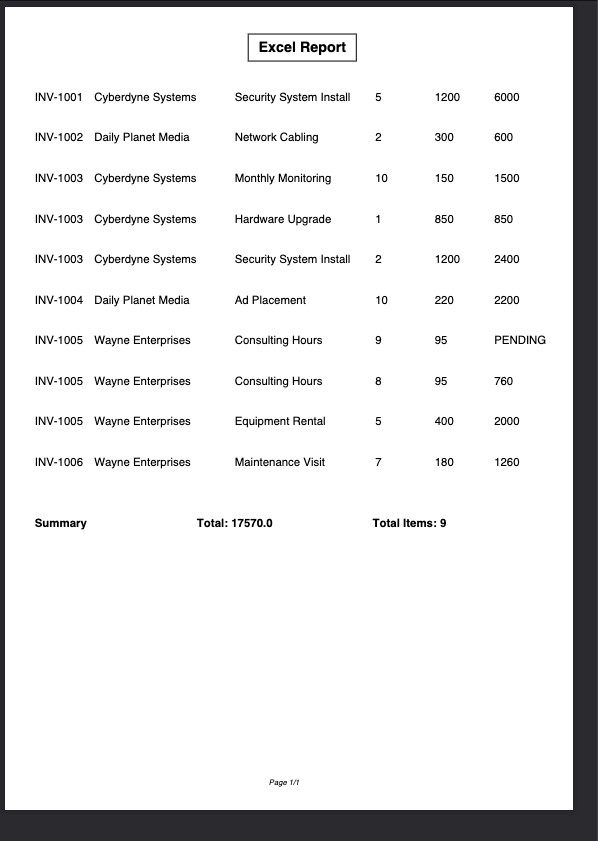 Excel Report
INV-1001 Cyberdyne Systems Security System Install 5 1200 6000
INV-1002 Daily Planet Media Network Cabling 2 300 600
INV-1003 Cyberdyne Systems Monthly Monitoring 10 150 1500
INV-1003 Cyberdyne Systems Hardware Upgrade 1 850 850
INV-1003 Cyberdyne Systems Security System Install 2 1200 2400
INV-1004 Daily Planet Media Ad Placement 10 220 2200
INV-1005 Wayne Enterprises Consulting Hours 9 95 PENDING
INV-1005 Wayne Enterprises Consulting Hours 8 95 760
INV-1005 Wayne Enterprises Equipment Rental 5 400 2000
INV-1006 Wayne Enterprises Maintenance Visit 7 180 1260
Summary Total: 17570.0 Total Items: 9
Page 1/1